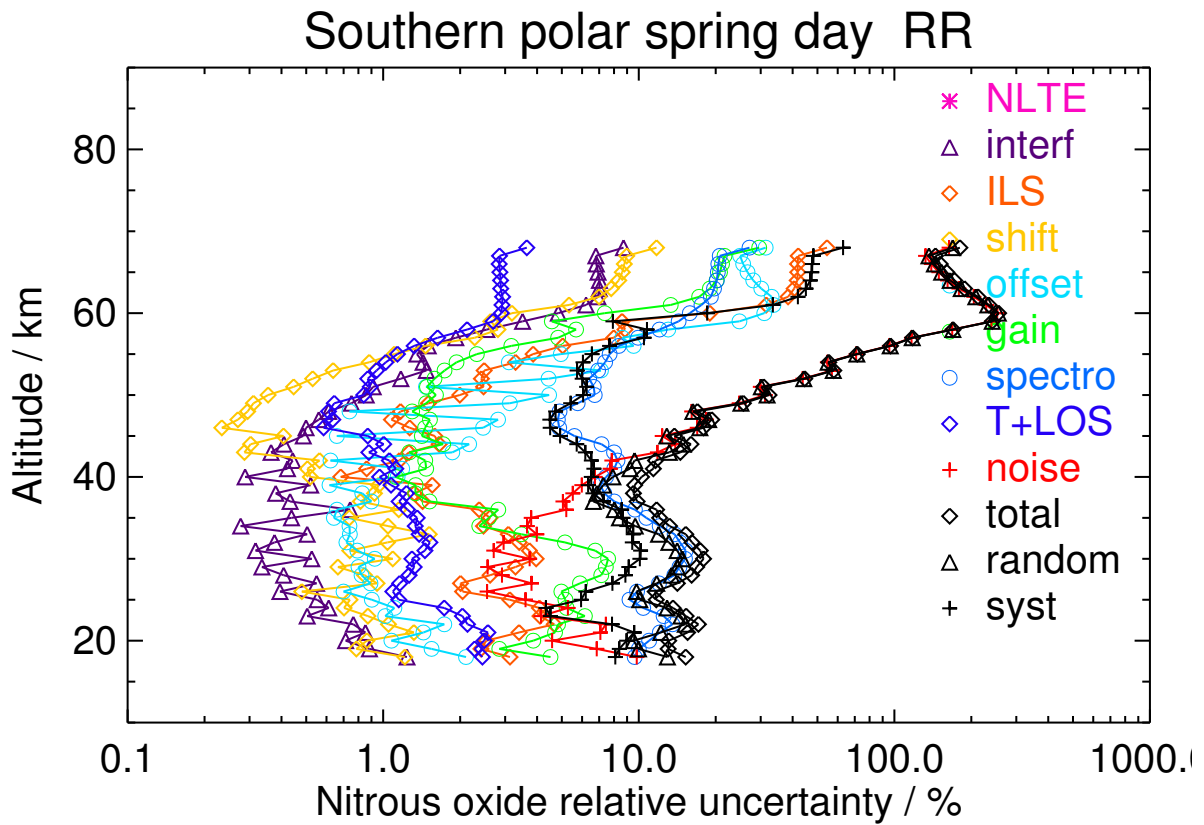 Southern polar spring day RR
NLTE
interf
ILS
shift
offset
gain
spectro
T+LOS
noise
total
random
syst
80
60
40
20
Altitude / km
0.1 1.0 10.0 100.0 1000.0
Nitrous oxide relative uncertainty / %